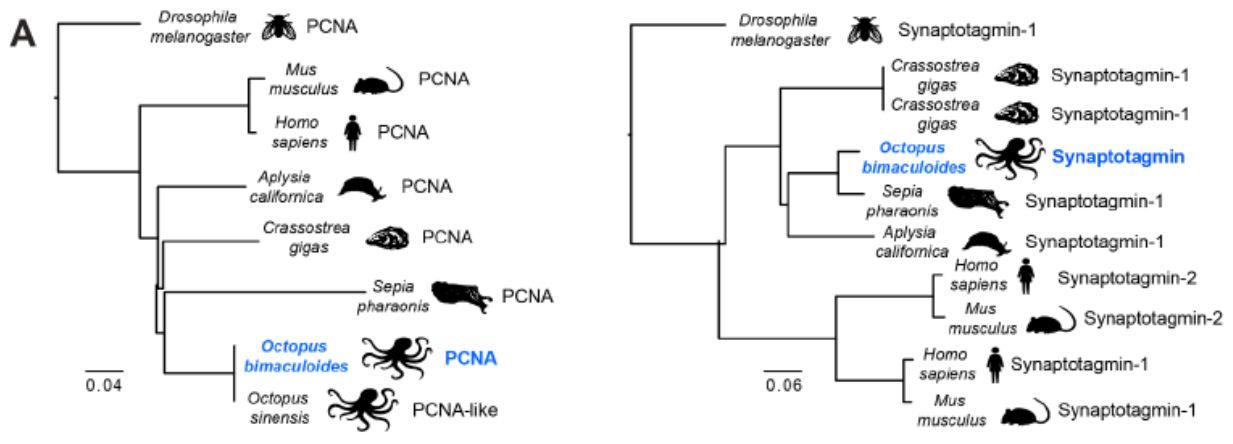 A
Drosophila
melanogaster
PCNA
Mus
musculus
PCNA
Homo
sapiens
PCNA
Aplysia
californica
PCNA
Crassostrea
gigas
PCNA
Sepia
pharaonis
PCNA
Octopus
bimaculoides
PCNA
Octopus
sinensis
PCNA-like
0.04
Drosophila
melanogaster
Synaptotagmin-1
Crassostrea
gigas
Synaptotagmin-1
Crassostrea
gigas
Synaptotagmin-1
Octopus
bimaculoides
Synaptotagmin
Sepia
pharaonis
Synaptotagmin-1
Aplysia
californica
Synaptotagmin-1
Homo
sapiens
Synaptotagmin-2
Mus
musculus
Synaptotagmin-2
Homo
sapiens
Synaptotagmin-1
Mus
musculus
Synaptotagmin-1
0.06